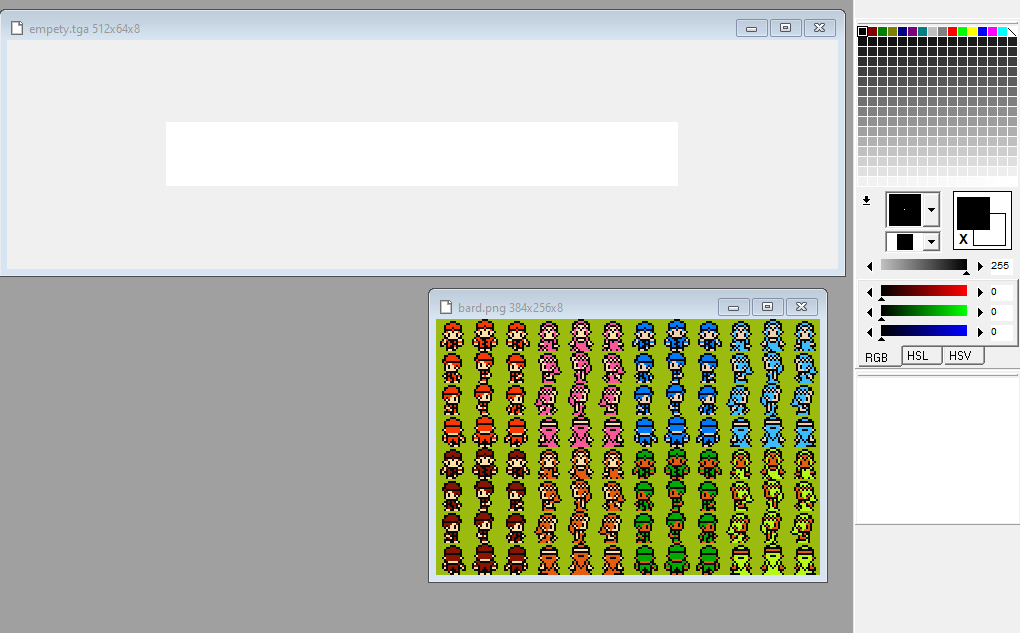 empety.tga 512x64x8
255
X
0
0
0
RGB HSL HSV
bard.png 384x256x8